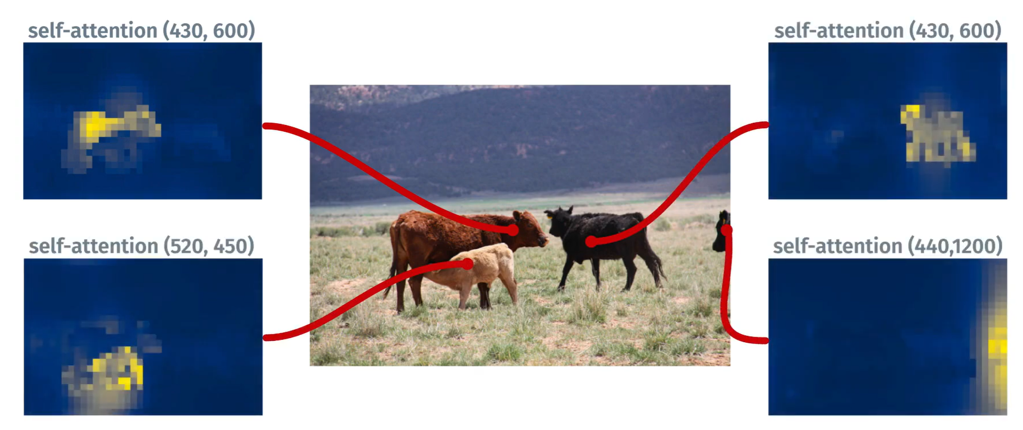 self-attention (430, 600)
self-attention (430, 600)
self-attention (520, 450)
self-attention (440,1200)